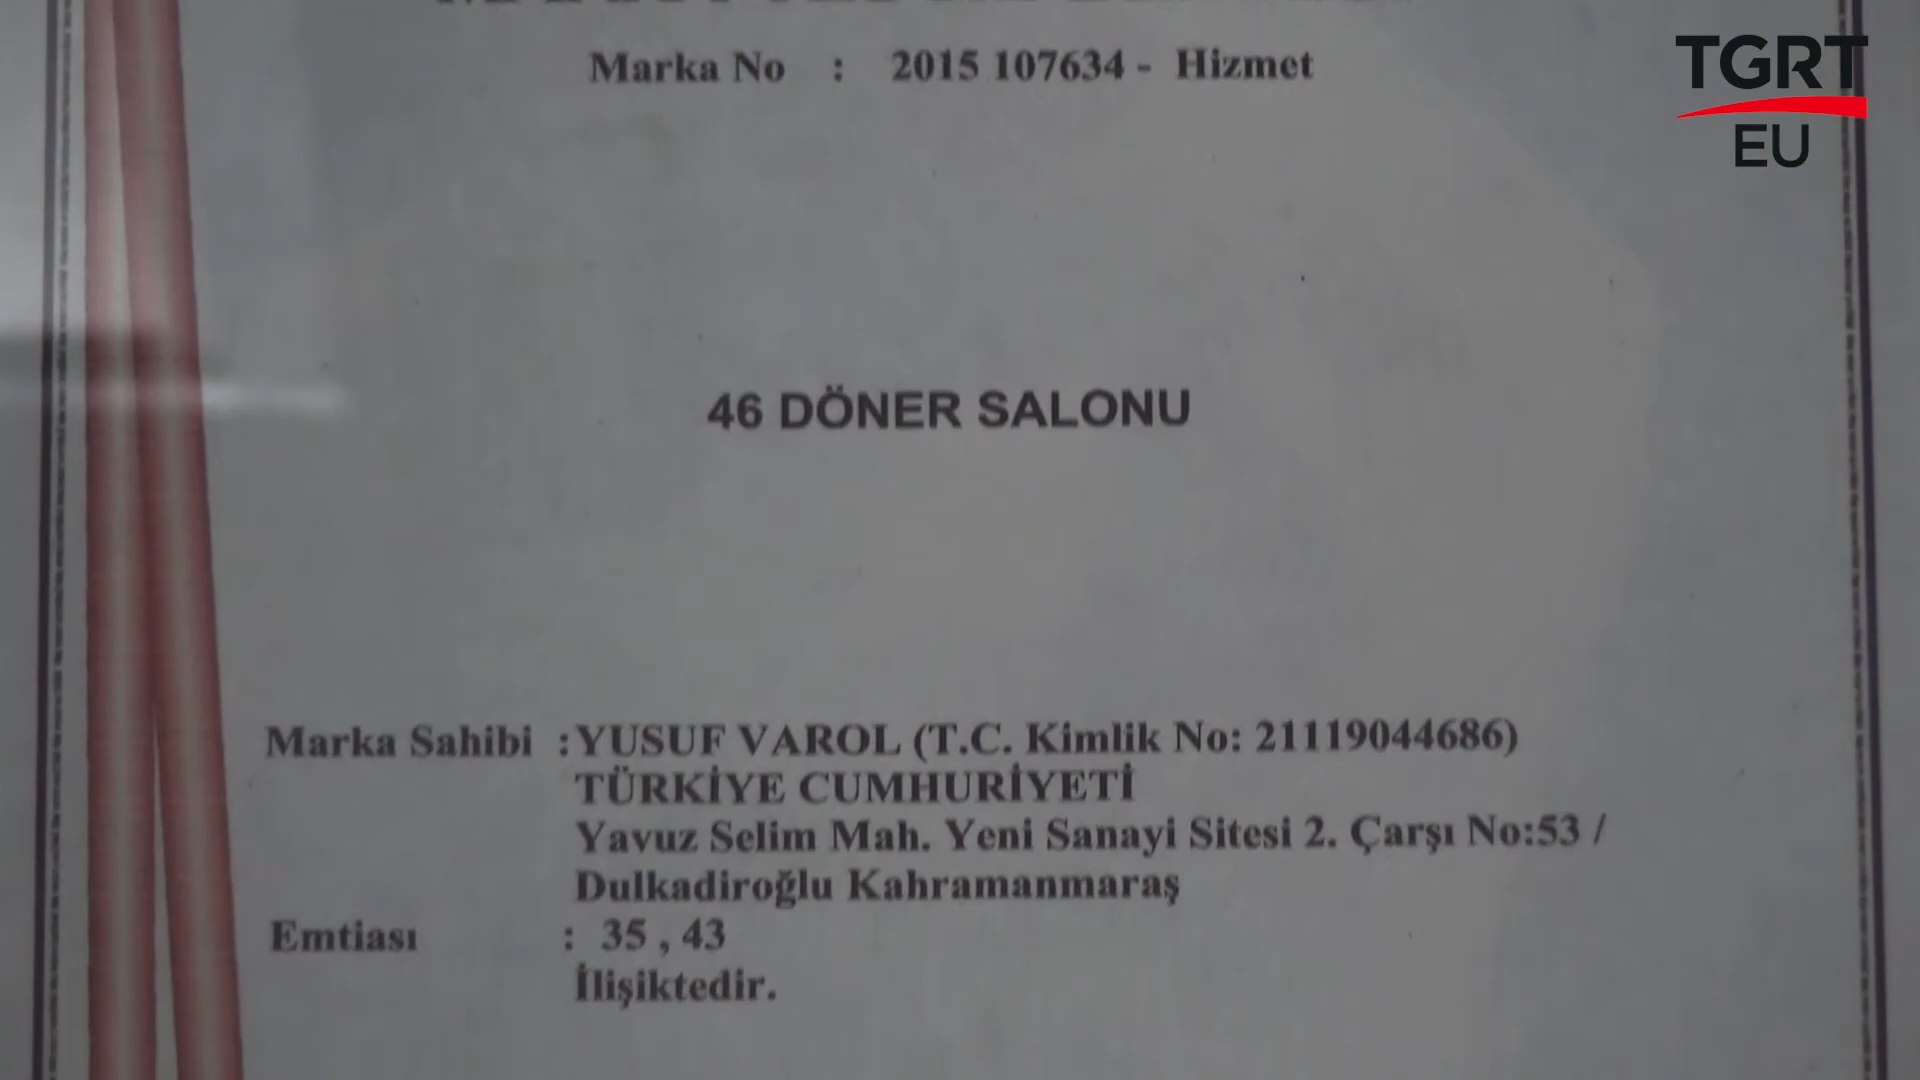 Marka No : 2015 107634 - Hizmet
TGRT
EU
46 DÖNER SALONU
Marka Sahibi : YUSUF VAROL (T.C. Kimlik No: 21119044686)
TÜRKİYE CUMHURİYETİ
Yavuz Selim Mah. Yeni Sanayi Sitesi 2. Çarşı No:53 /
Dulkadiroğlu Kahramanmaraş
Emtiası : 35 , 43
İlişiktedir.